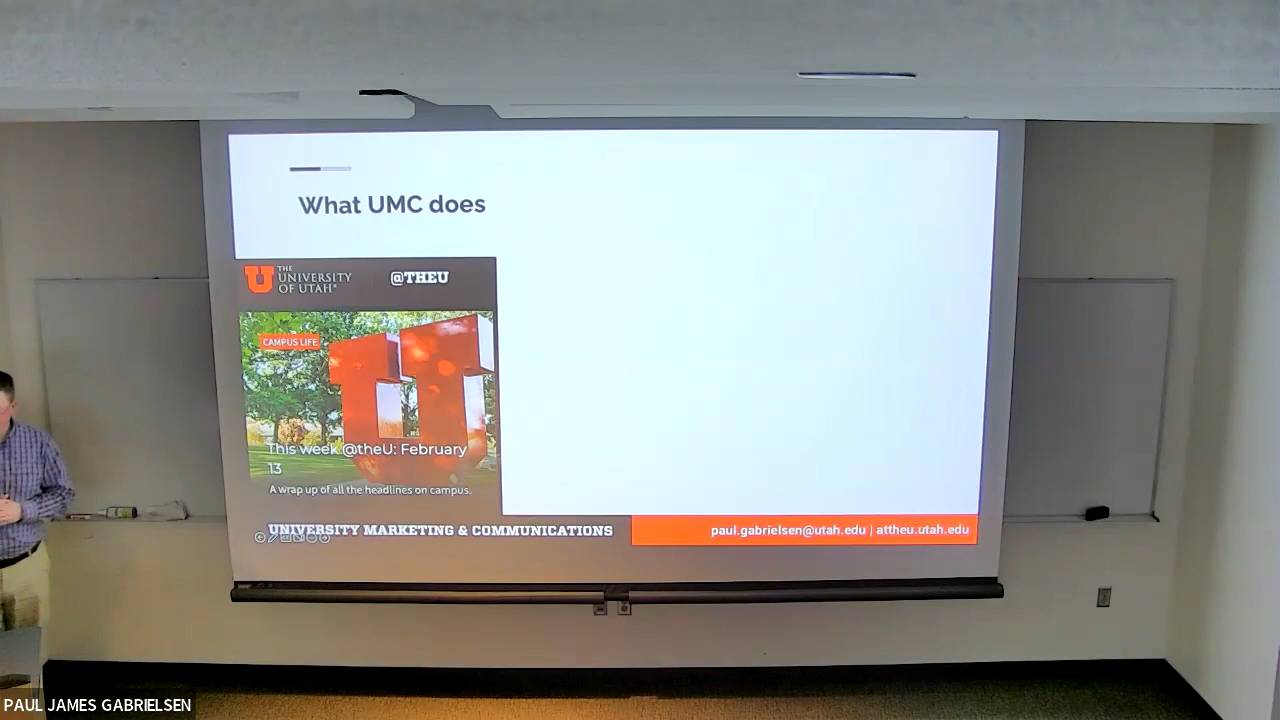 What UMC does
THE
UNIVERSITY
OF UTAH®
@THEU
CAMPUS LIFE
This week @theU: February
13
A wrap up of all the headlines on campus.
UNIVERSITY MARKETING & COMMUNICATIONS
paul.gabrielsen@utah.edu | attheu.utah.edu
PAUL JAMES GABRIELSEN